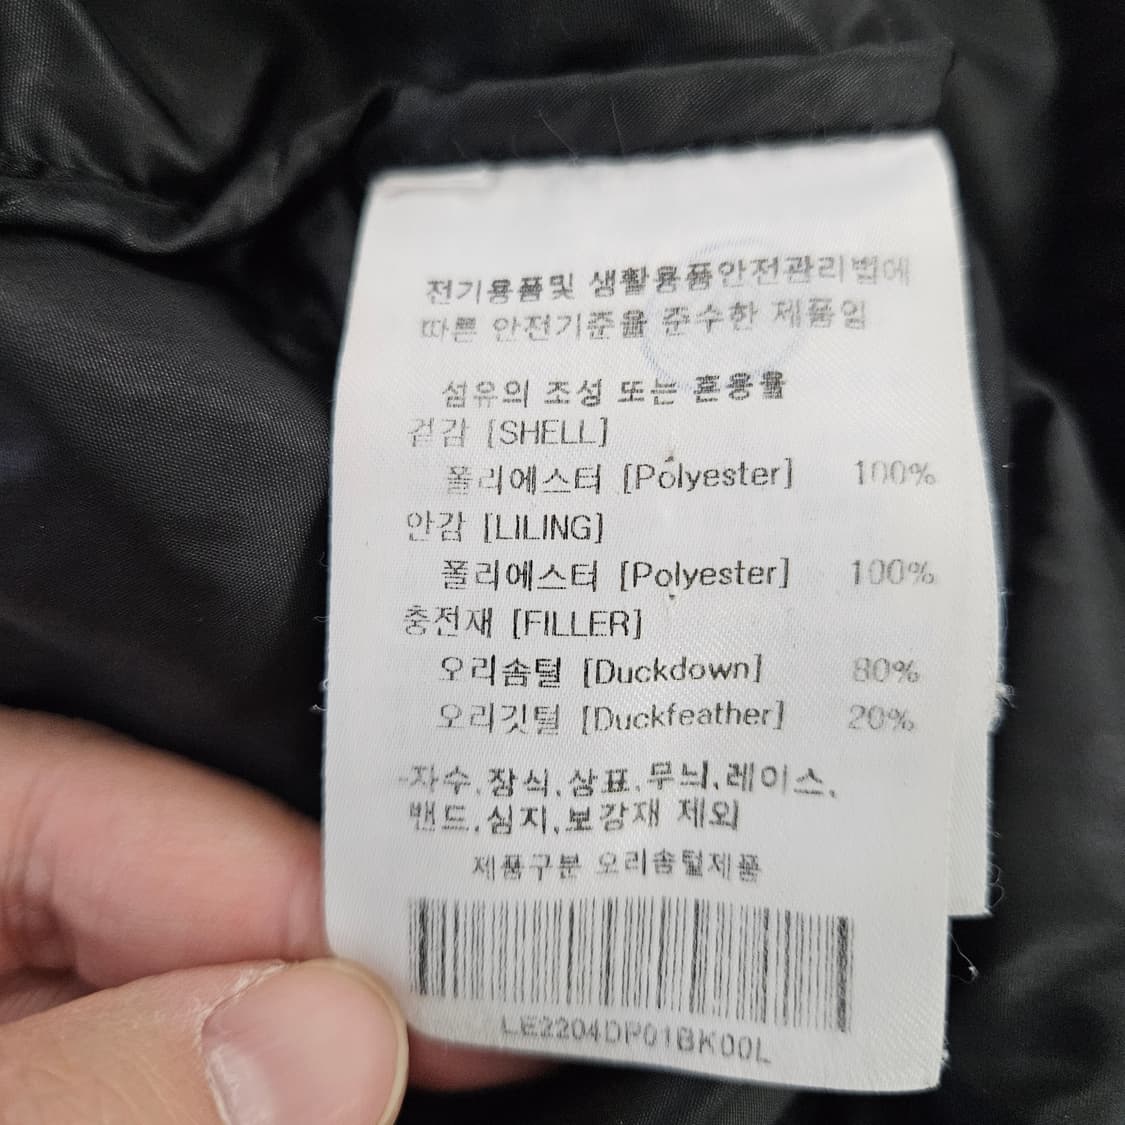 전기용품및 생활용품안전관리법에
따른 안전기준을 준수한 제품임
섬유의 조성 또는 혼용율
겉감 [SHELL]
폴리에스터 [Polyester] 100%
안감 [LILING]
폴리에스터 [Polyester] 100%
충전재 [FILLER]
오리솜털 [Duckdown] 80%
오리깃털 [Duckfeather] 20%
-자수.장식.상표.무늬.레이스.
밴드.심지.보강재 제외
제품구분 오리솜털제품
LE2204DP01BK00L